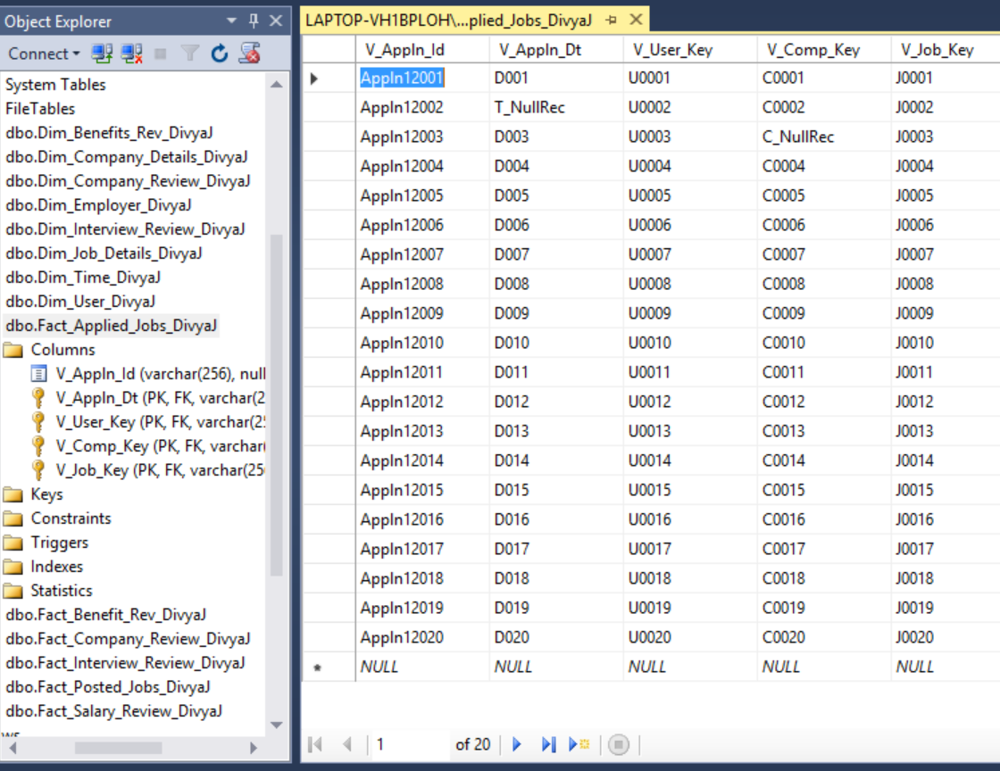 Object Explorer
Connect
System Tables
FileTables
dbo.Dim_Benefits_Rev_DivyaJ
dbo.Dim_Company_Details_DivyaJ
dbo.Dim_Company_Review_DivyaJ
dbo.Dim_Employer_DivyaJ
dbo.Dim_Interview_Review_DivyaJ
dbo.Dim_Job_Details_DivyaJ
dbo.Dim_Time_DivyaJ
dbo.Dim_User_DivyaJ
dbo.Fact_Applied_Jobs_DivyaJ
Columns
V_AppIn_Id (varchar(256), null
V_AppIn_Dt (PK, FK, varchar(2
V_User_Key (PK, FK, varchar(2
V_Comp_Key (PK, FK, varchar(
V_Job_Key (PK, FK, varchar(25
Keys
Constraints
Triggers
Indexes
Statistics
dbo.Fact_Benefit_Rev_DivyaJ
dbo.Fact_Company_Review_DivyaJ
dbo.Fact_Interview_Review_DivyaJ
dbo.Fact_Posted_Jobs_DivyaJ
dbo.Fact_Salary_Review_DivyaJ
LAPTOP-VH1BPLOH\...plied_Jobs_DivyaJ
V_AppIn_Id V_AppIn_Dt V_User_Key V_Comp_Key V_Job_Key
AppIn12001 D001 U0001 C0001 J0001
AppIn12002 T_NullRec U0002 C0002 J0002
AppIn12003 D003 U0003 C_NullRec J0003
AppIn12004 D004 U0004 C0004 J0004
AppIn12005 D005 U0005 C0005 J0005
AppIn12006 D006 U0006 C0006 J0006
AppIn12007 D007 U0007 C0007 J0007
AppIn12008 D008 U0008 C0008 J0008
AppIn12009 D009 U0009 C0009 J0009
AppIn12010 D010 U0010 C0010 J0010
AppIn12011 D011 U0011 C0011 J0011
AppIn12012 D012 U0012 C0012 J0012
AppIn12013 D013 U0013 C0013 J0013
AppIn12014 D014 U0014 C0014 J0014
AppIn12015 D015 U0015 C0015 J0015
AppIn12016 D016 U0016 C0016 J0016
AppIn12017 D017 U0017 C0017 J0017
AppIn12018 D018 U0018 C0018 J0018
AppIn12019 D019 U0019 C0019 J0019
AppIn12020 D020 U0020 C0020 J0020
NULL NULL NULL NULL NULL
1 of 20